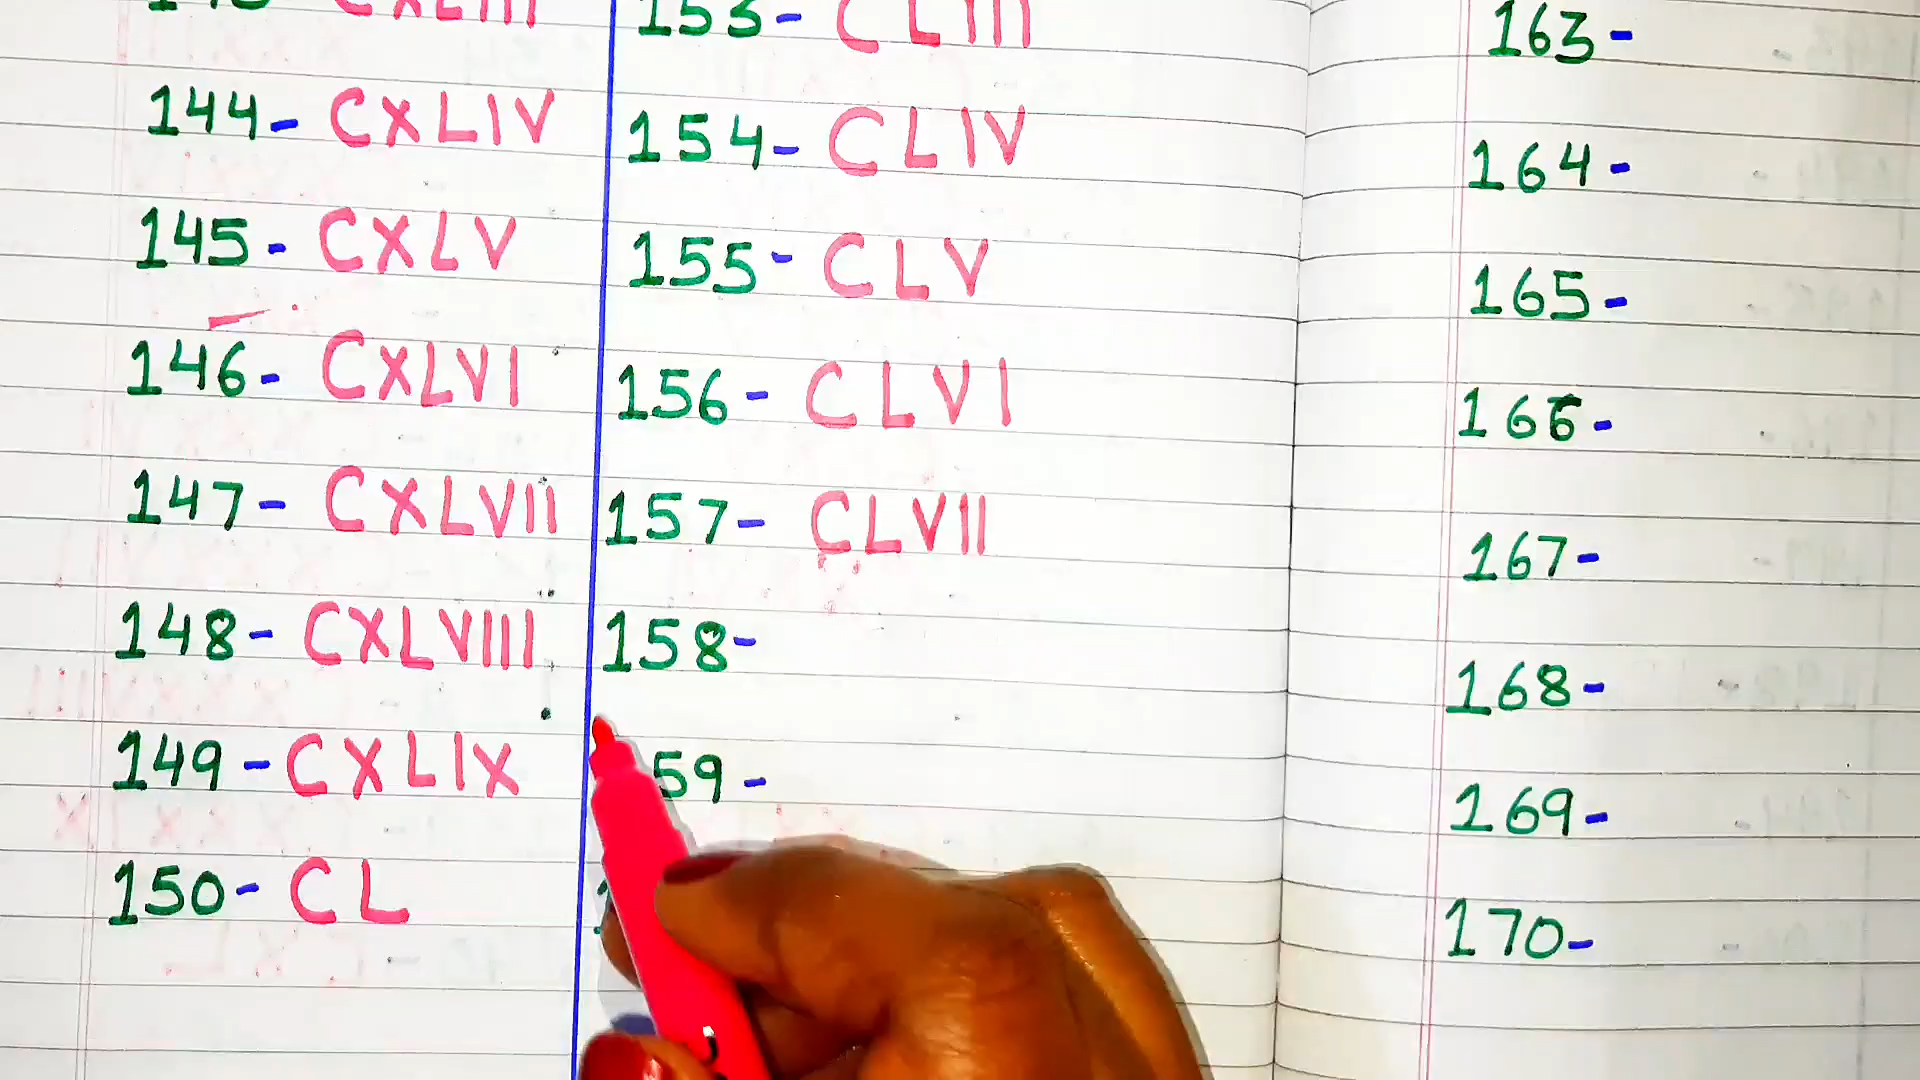 CXLIII
144- CXLIV
145- CXLV
146- CXLVI
147- CXLVII
148- CXLVIII
149- CXLIX
150- CL
153- CLIII
154- CLIV
155- CLV
156- CLVI
157- CLVII
158-
59-
163-
164-
165-
166-
167-
168-
169-
170-